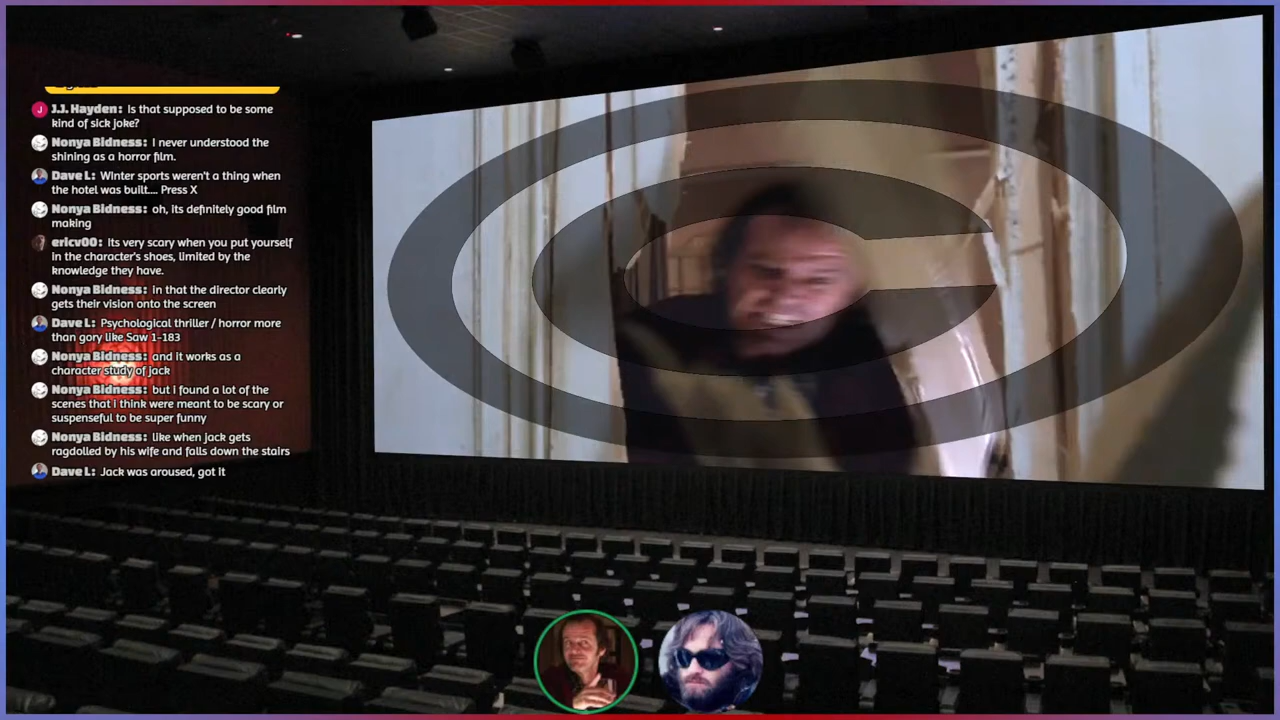 J.J. Hayden: Is that supposed to be some
kind of sick joke?
Nonya Bidness: I never understood the
shining as a horror film.
Dave L: Winter sports weren't a thing when
the hotel was built.... Press X
Nonya Bidness: oh, its definitely good film
making
ericv00: Its very scary when you put yourself
in the character's shoes, limited by the
knowledge they have.
Nonya Bidness: in that the director clearly
gets their vision onto the screen
Dave L: Psychological thriller / horror more
than gory like Saw 1-183
Nonya Bidness: and it works as a
character study of jack
Nonya Bidness: but i found a lot of the
scenes that i think were meant to be scary or
suspenseful to be super funny
Nonya Bidness: like when jack gets
ragdolled by his wife and falls down the stairs
Dave L: Jack was aroused, got it